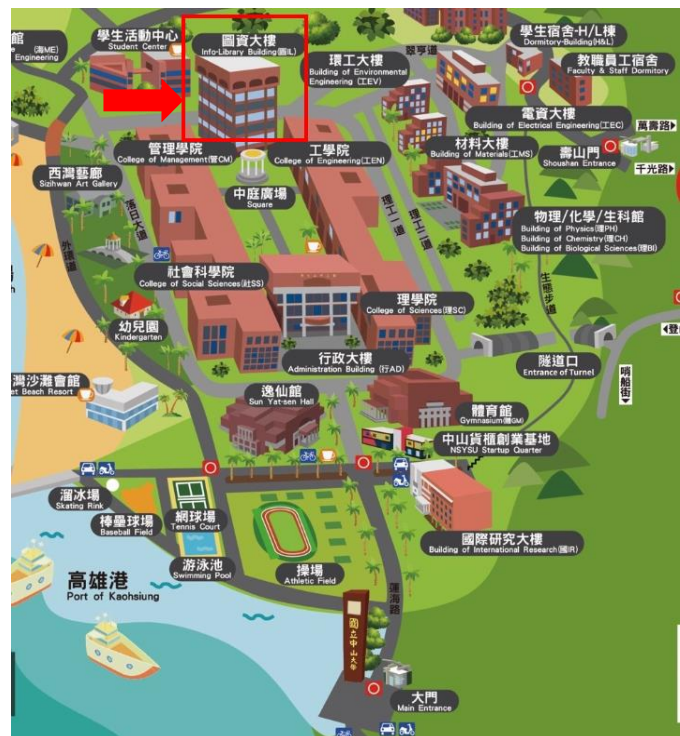 館
(海ME)
Engineering
學生活動中心
Student Center
圖資大樓
Info-Library Building(圖IL)
環工大樓
Building of Environmental
Engineering (工EV)
翠亨道
學生宿舍-H/L棟
Dormitory-Building(H&L)
教職員工宿舍
Faculty & Staff Dormitory
電資大樓
Building of Electrical Engineering(工EC)
萬壽路
管理學院
College of Management(管CM)
工學院
College of Engineering(工EN)
材料大樓
Building of Materials(工MS)
壽山門
Shoushan Entrance
千光路
西灣藝廊
Sizihwan Art Gallery
中庭廣場
Square
落日大道
外環道
理工一道
理工二道
物理/化學/生科館
Building of Physics(理PH)
Building of Chemistry(理CH)
Building of Biological Sciences(理BI)
生態步道
社會科學院
College of Social Sciences(社SS)
理學院
College of Sciences(理SC)
幼兒園
Kindergarten
行政大樓
Administration Building (行AD)
隧道口
Entrance of Tunnel
登
哨船街
灣沙灘會館
et Beach Resort
逸仙館
Sun Yat-sen Hall
體育館
Gymnasium(體GM)
中山貨櫃創業基地
NSYSU Startup Quarter
溜冰場
Skating Rink
棒壘球場
Baseball Field
網球場
Tennis Court
游泳池
Swimming Pool
操場
Athletic Field
國際研究大樓
Building of International Research(國IR)
高雄港
Port of Kaohsiung
蓮海路
國立中山大學
大門
Main Entrance